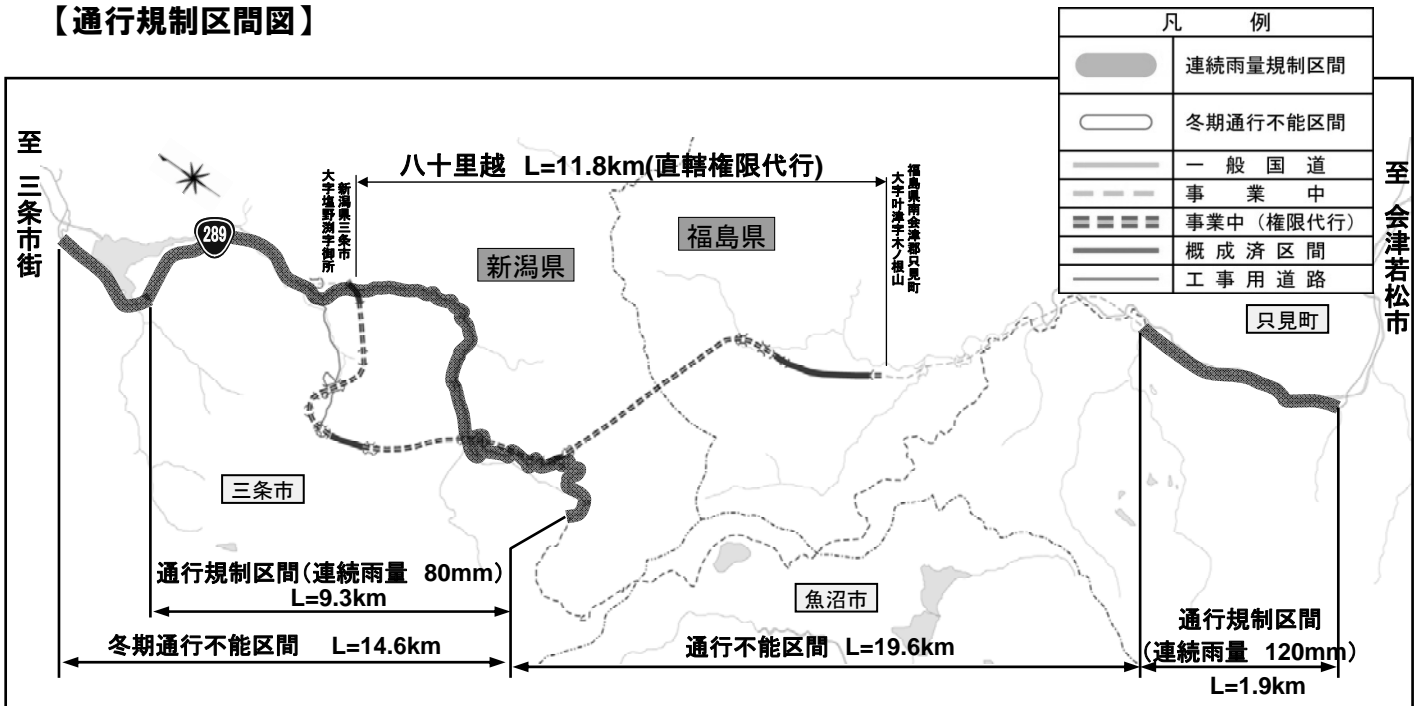 【通行規制区間図】
凡 例
連続雨量規制区間
冬期通行不能区間
一般国道
事業中
事業中（権限代行）
概成済区間
工事用道路
至 三条市街
八十里越 L=11.8km(直轄権限代行)
新潟県三条市
大字塩野渕字御所
福島県南会津郡只見町
大字叶津字木ノ根山
至 会津若松市
289
新潟県
福島県
只見町
三条市
魚沼市
通行規制区間（連続雨量 80mm）
L=9.3km
冬期通行不能区間 L=14.6km
通行不能区間 L=19.6km
通行規制区間
（連続雨量 120mm）
L=1.9km